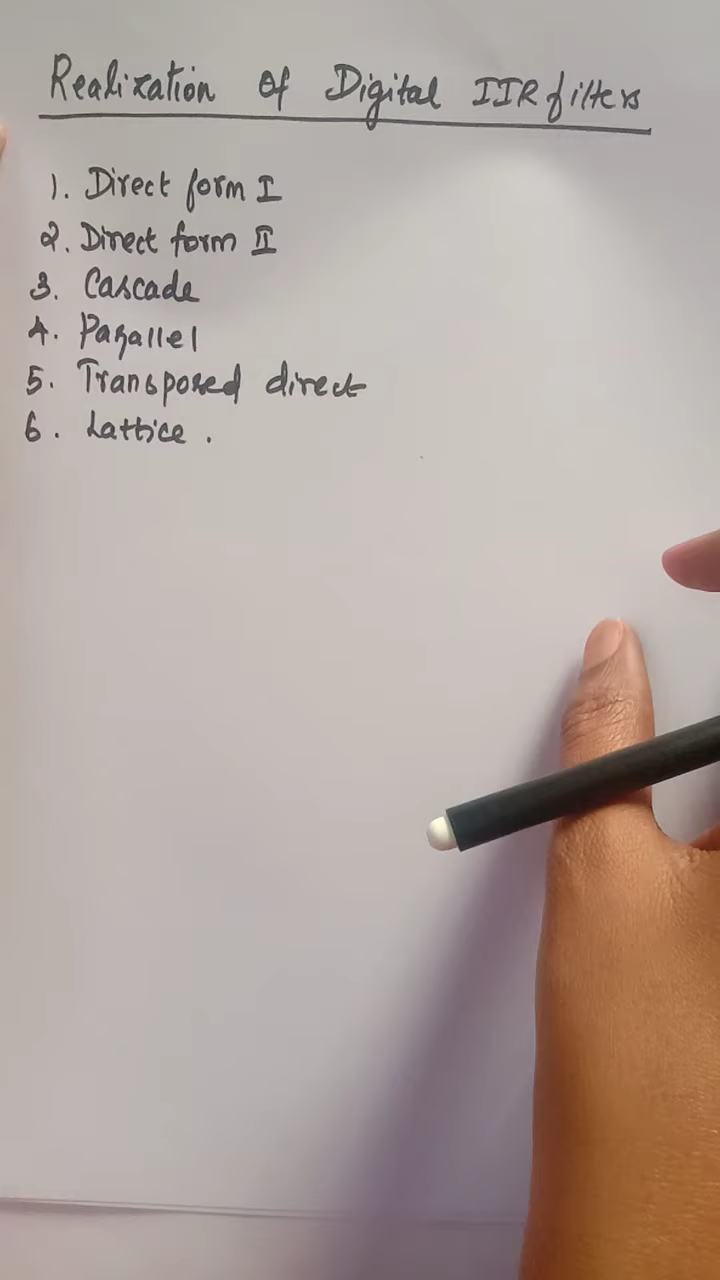 Realization of Digital IIR filters
1. Direct form I
2. Direct form II
3. Cascade
4. Parallel
5. Transposed direct
6. Lattice.